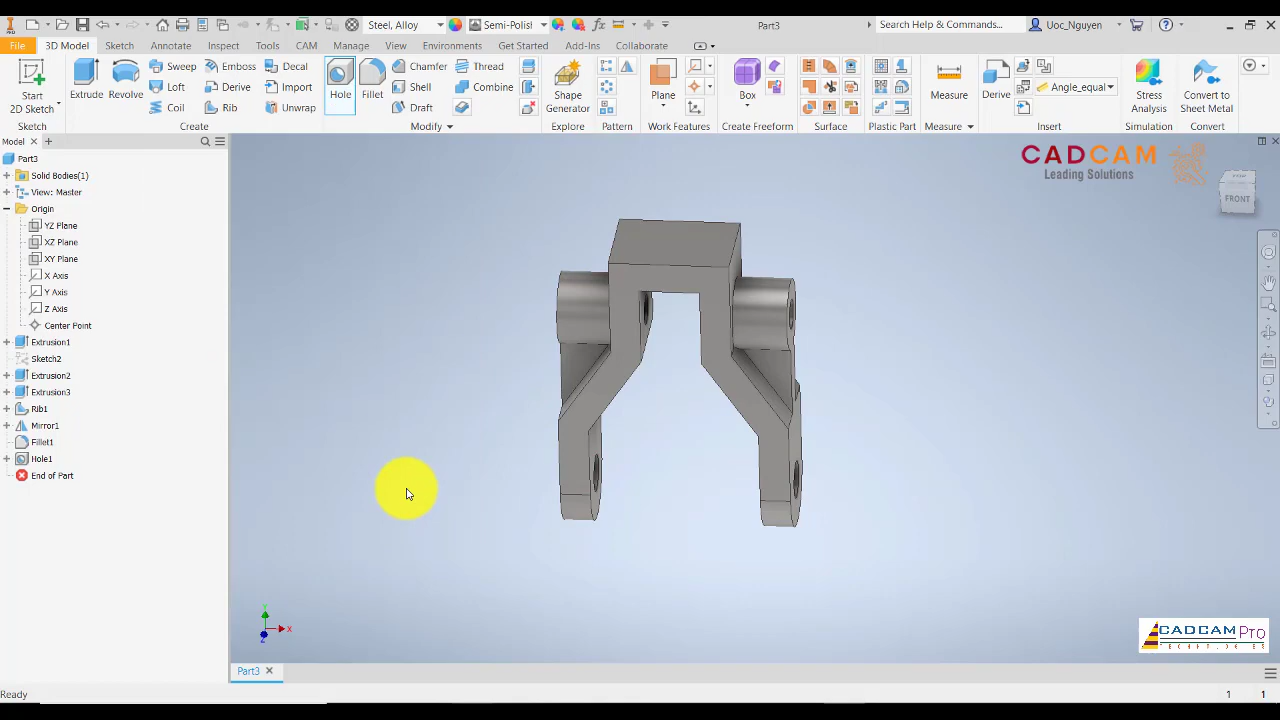 Steel, Alloy
Semi-Polisl
Part3
Search Help & Commands...
Uoc_Nguyen
File
3D Model
Sketch
Annotate
Inspect
Tools
CAM
Manage
View
Environments
Get Started
Add-Ins
Collaborate
Start
2D Sketch
Extrude
Revolve
Sweep
Loft
Coil
Emboss
Derive
Rib
Decal
Import
Unwrap
Hole
Fillet
Chamfer
Shell
Draft
Thread
Combine
Shape
Generator
Plane
Box
Measure
Derive
Angle_equal
Stress
Analysis
Convert to
Sheet Metal
Sketch
Create
Modify
Explore
Pattern
Work Features
Create Freeform
Surface
Plastic Part
Measure
Insert
Simulation
Convert
Model
Part3
Solid Bodies(1)
View: Master
Origin
YZ Plane
XZ Plane
XY Plane
X Axis
Y Axis
Z Axis
Center Point
Extrusion1
Sketch2
Extrusion2
Extrusion3
Rib1
Mirror1
Fillet1
Hole1
End of Part
CADCAM
Leading Solutions
FRONT
Y
X
Z
CADCAM Pro
Part3
Ready
1
1